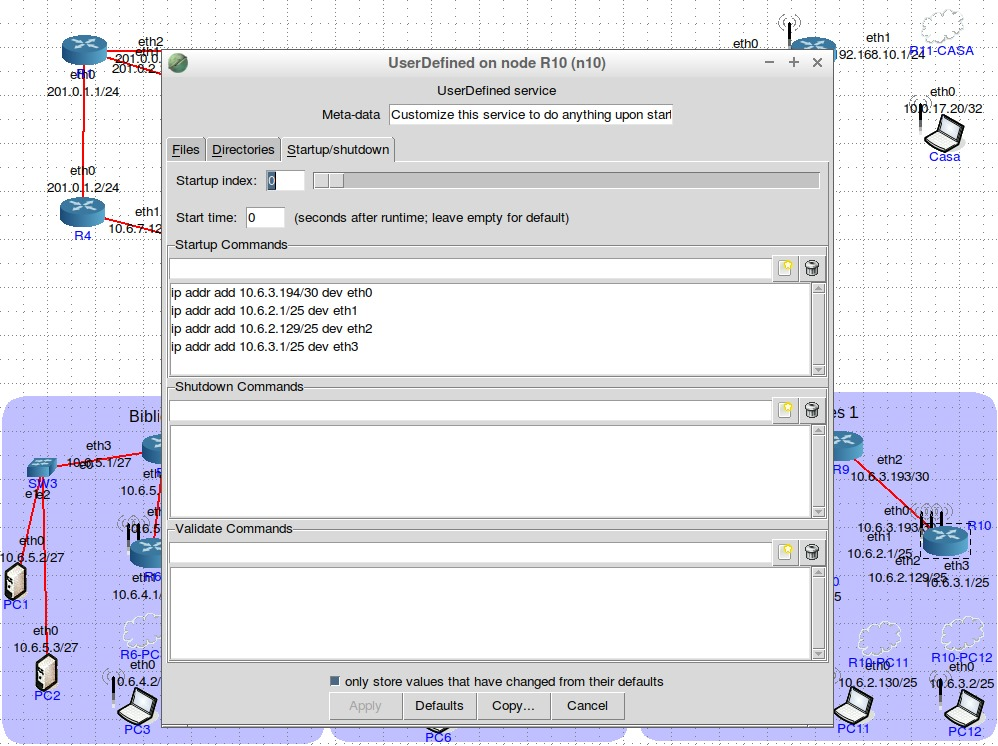 eth2
eth1
201.0.
201.0.2
eth0
201.0.1.1/24
eth0
201.0.1.2/24
eth1
10.6.7.12
R4
eth0
eth1
92.168.10.1/24
R11-CASA
eth0
10.0.17.20/32
Casa
UserDefined on node R10 (n10)
UserDefined service
Meta-data
Customize this service to do anything upon start
Files
Directories
Startup/shutdown
Startup index:
0
Start time:
0
(seconds after runtime; leave empty for default)
Startup Commands
ip addr add 10.6.3.194/30 dev eth0
ip addr add 10.6.2.1/25 dev eth1
ip addr add 10.6.2.129/25 dev eth2
ip addr add 10.6.3.1/25 dev eth3
Shutdown Commands
Validate Commands
only store values that have changed from their defaults
Apply
Defaults
Copy...
Cancel
Bibli
eth3
10.6.5.1/27
SW3
e1
e2
eth0
10.6.5.2/27
PC1
eth0
10.6.5.3/27
PC2
10.6.5.
R6
eth1
10.6.4.1/
R6-PC
eth0
10.6.4.2/
PC3
PC6
es 1
R9
eth2
10.6.3.193/30
eth0
10.6.3.193/
R10
eth1
10.6.2.1/25
eth2
10.6.2.129/25
eth3
10.6.3.1/25
R10-PC11
eth0
10.6.2.130/25
PC11
R10-PC12
eth0
10.6.3.2/25
PC12